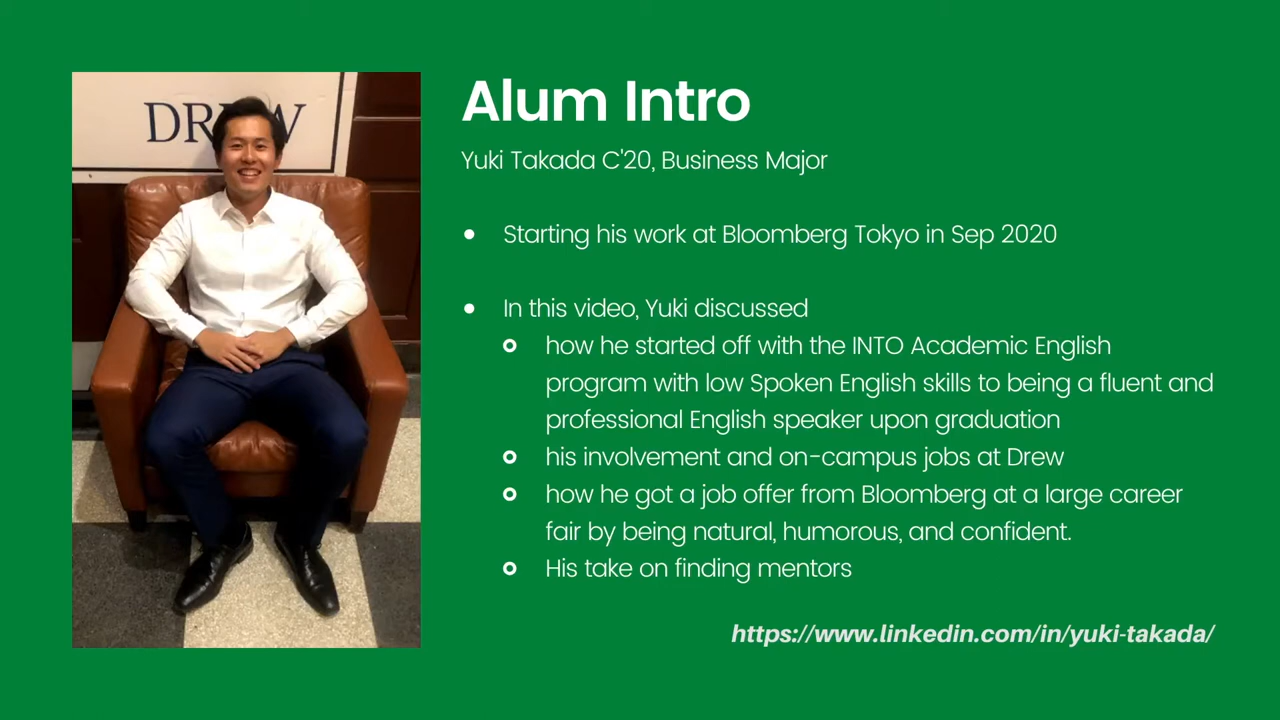 DREW
Alum Intro
Yuki Takada C'20, Business Major
• Starting his work at Bloomberg Tokyo in Sep 2020
• In this video, Yuki discussed
how he started off with the INTO Academic English
program with low Spoken English skills to being a fluent and
professional English speaker upon graduation
his involvement and on-campus jobs at Drew
how he got a job offer from Bloomberg at a large career
fair by being natural, humorous, and confident.
His take on finding mentors
https://www.linkedin.com/in/yuki-takada/